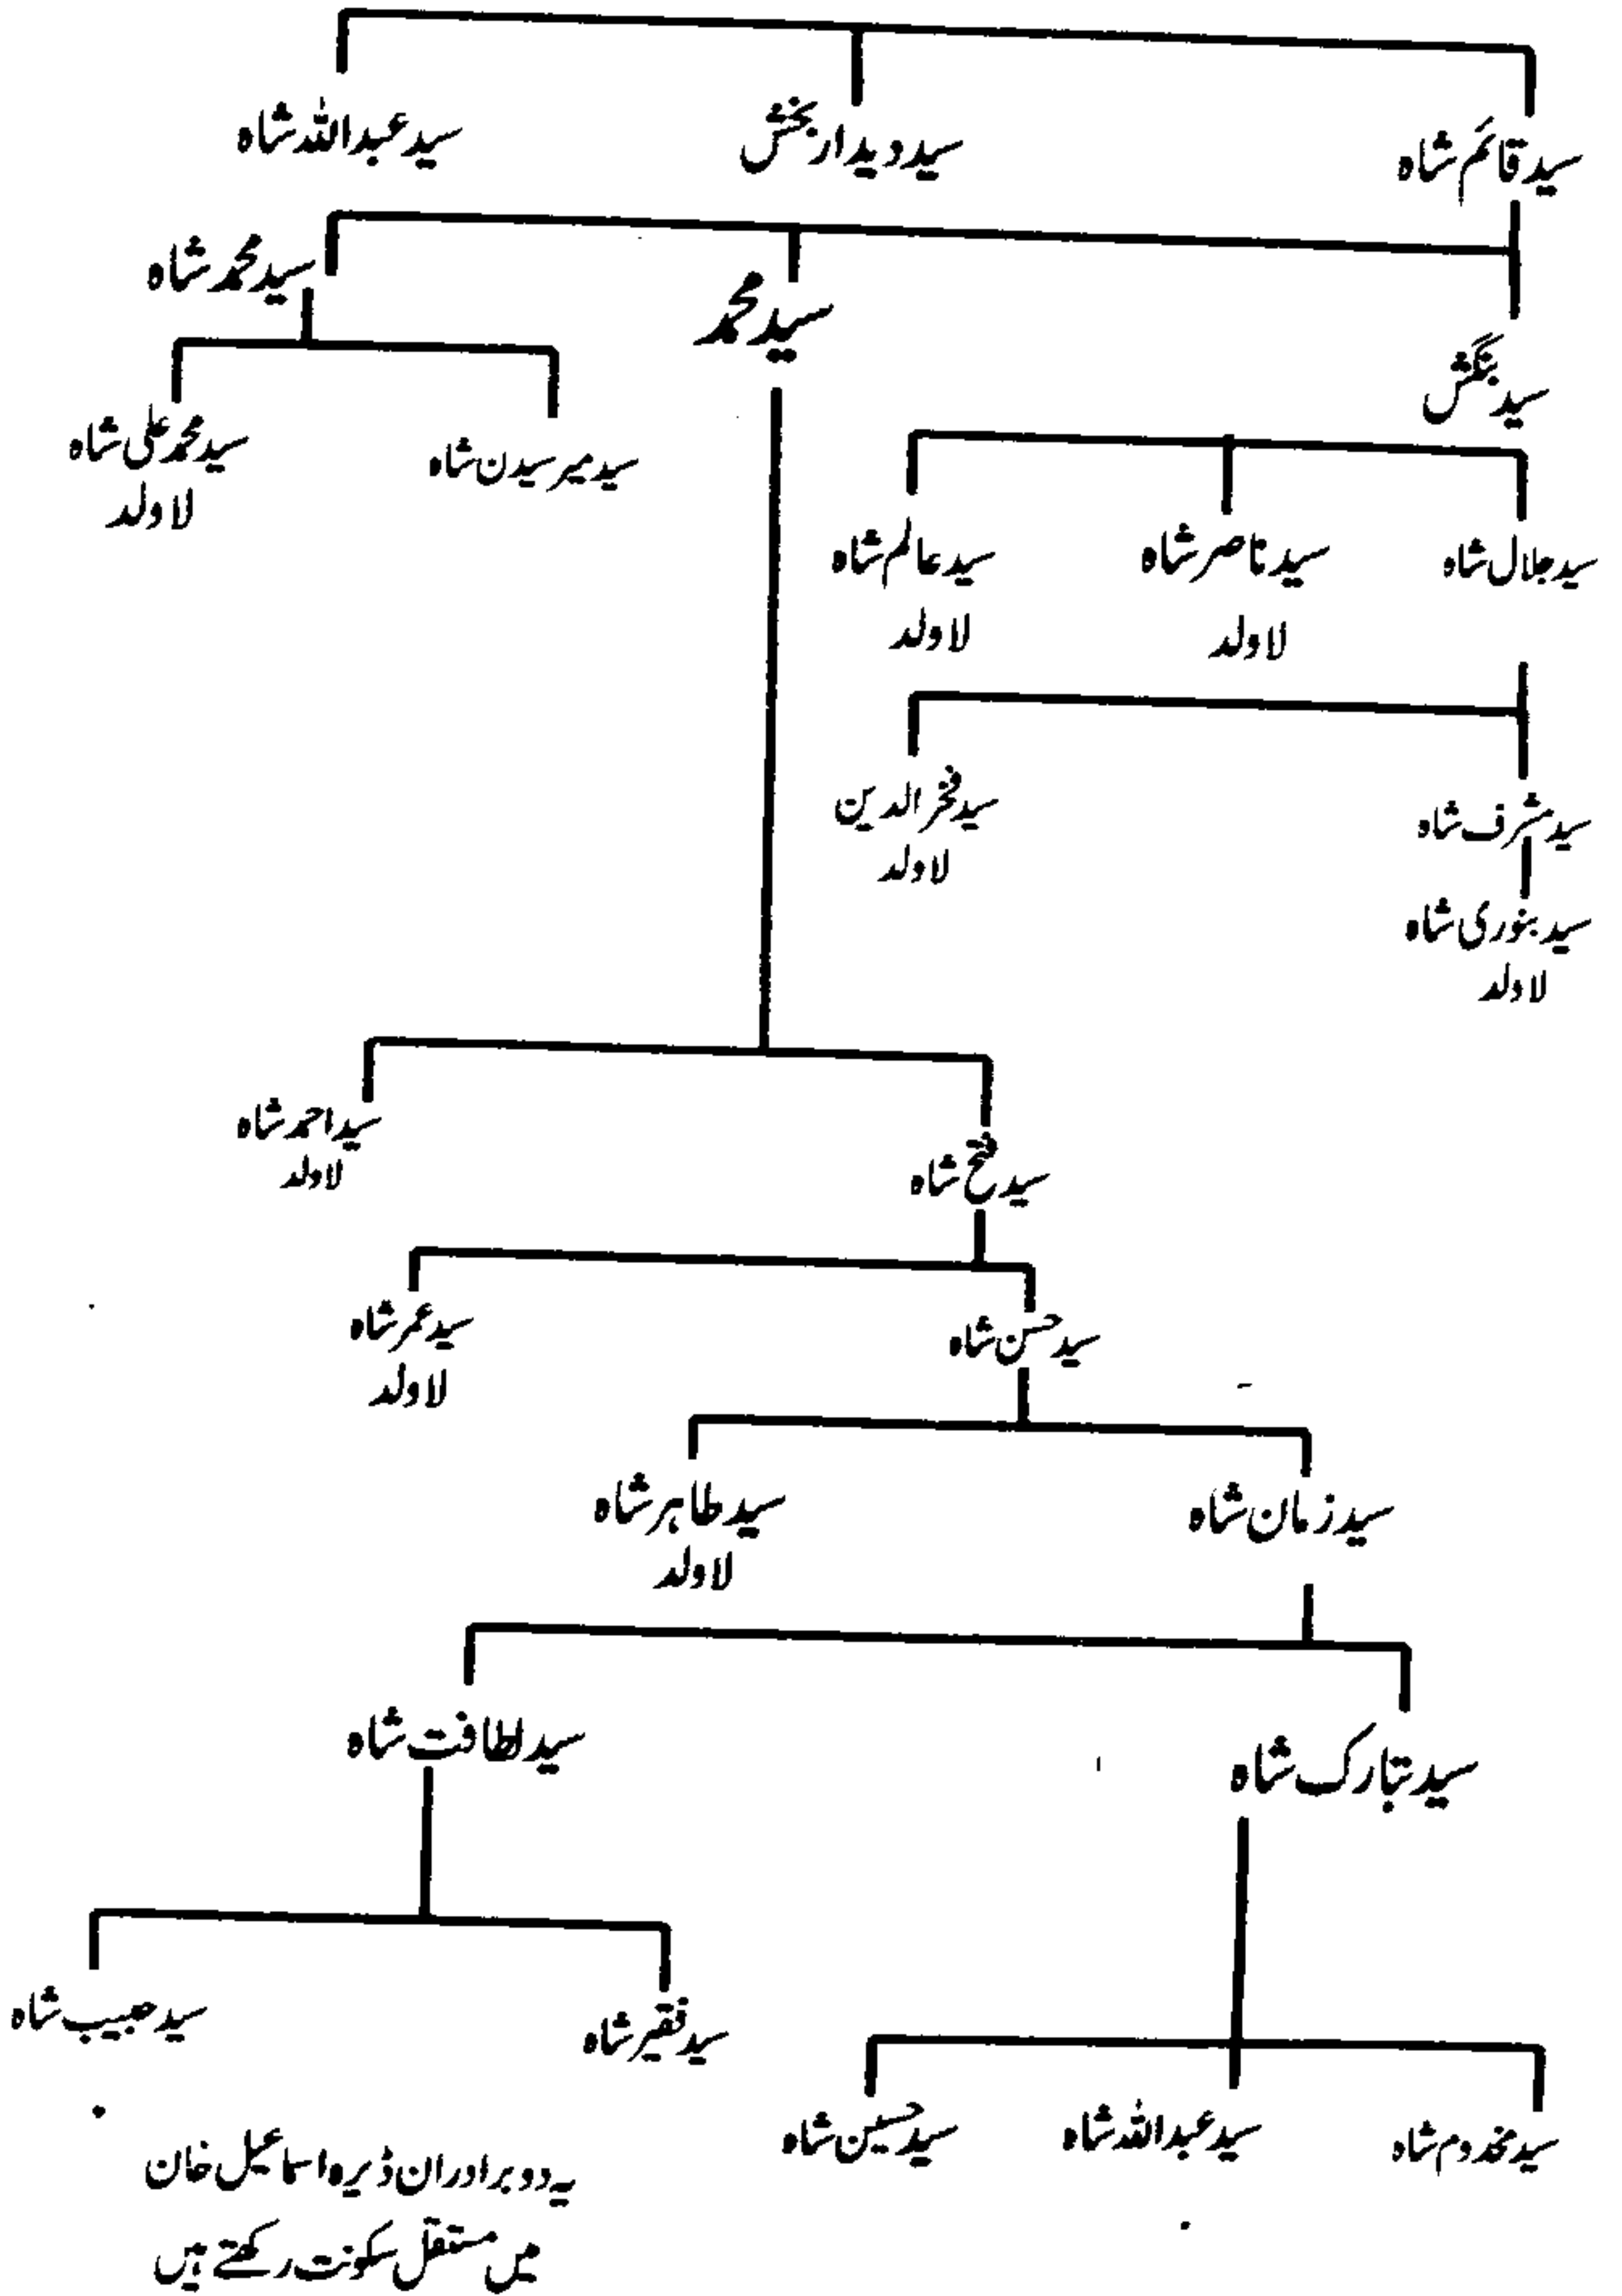 سید قائم شاہ
سید دیدار بخش
سید عبداللہ شاہ
سید بنگش
سید محمد
سید محمد شاہ
سید میر سیدن شاہ
سید محمد علی شاہ
لاولد
سید جلال شاہ
سید ناصر شاہ
لاولد
سید عالم شاہ
لاولد
سید مشرف شاہ
سید فخرالدین
لاولد
سید بنوری شاہ
لاولد
سید فتح شاہ
سید احمد شاہ
لاولد
سید حسن شاہ
سید عمر شاہ
لاولد
سید زمان شاہ
سید طاہر شاہ
لاولد
سید تبارک شاہ
سید لطافت شاہ
سید فقیر شاہ
سید حبیب شاہ
سید مخدوم شاہ
سید عبداللہ شاہ
سید حسین شاہ
یہ دو برادران ڈیرہ اسماعیل خان
میں مستقل سکونت رکھتے ہیں